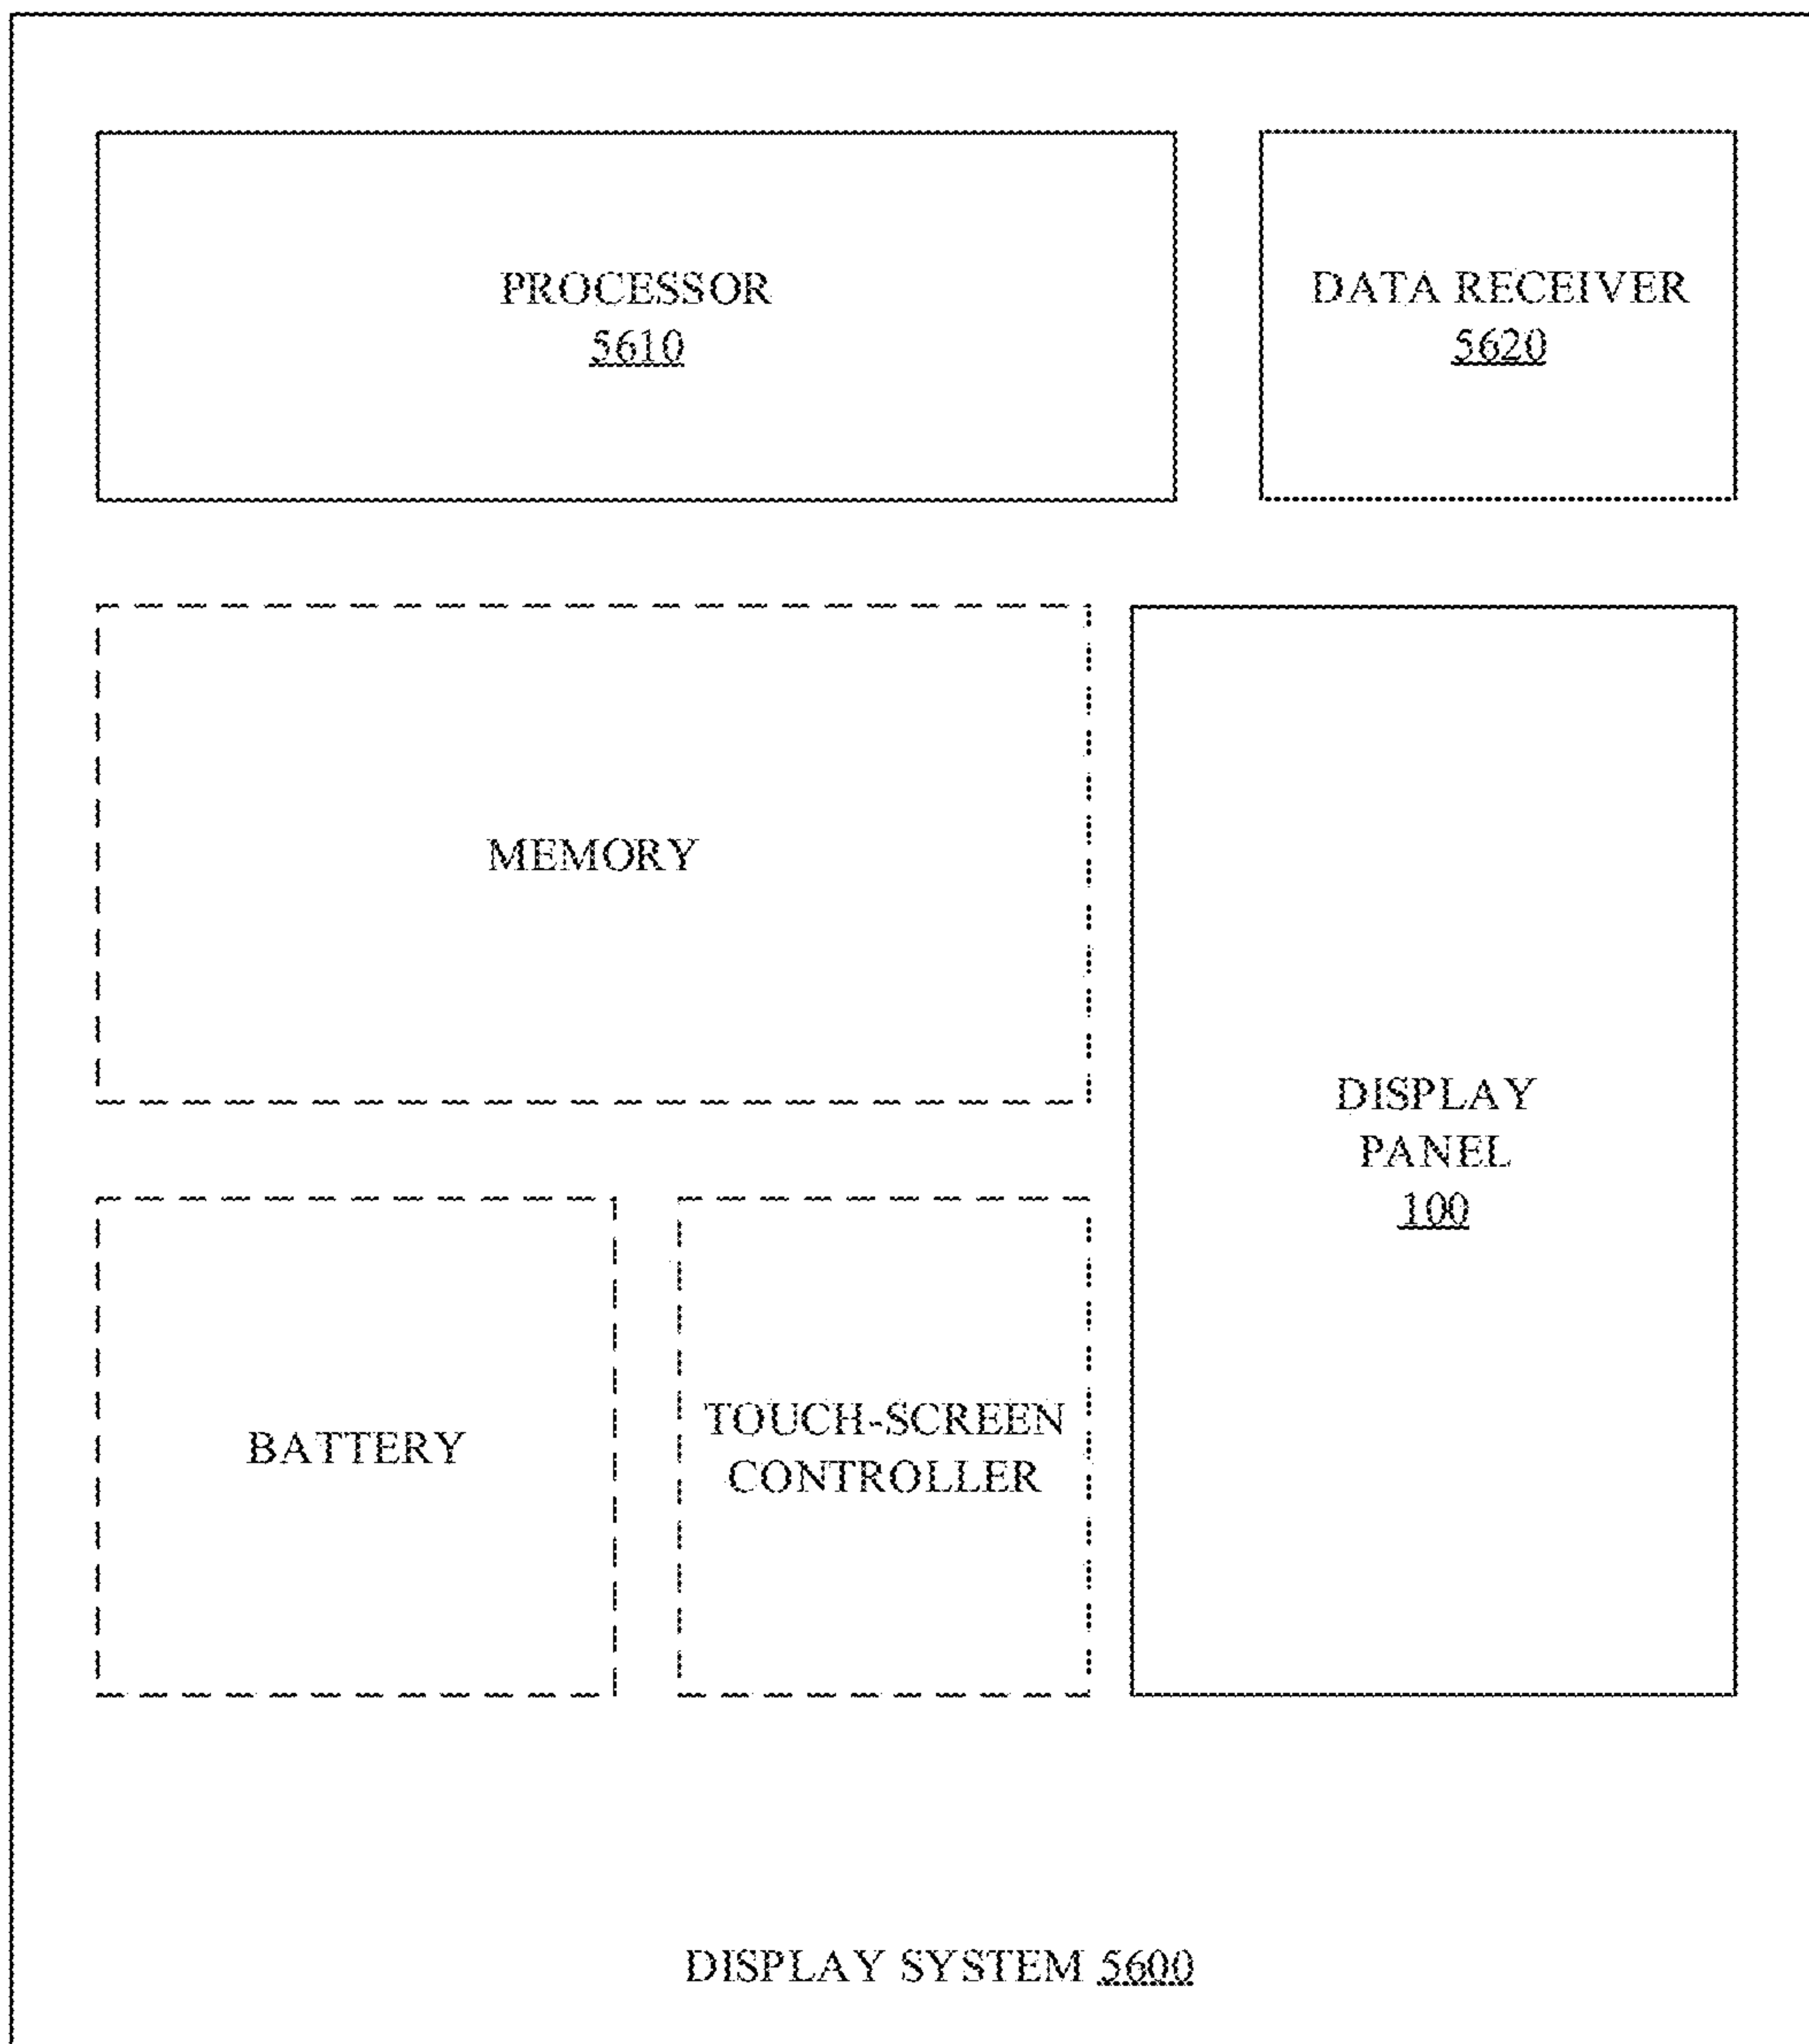 PROCESSOR
5610
DATA RECEIVER
5620
MEMORY
DISPLAY
PANEL
100
BATTERY
TOUCH-SCREEN
CONTROLLER
DISPLAY SYSTEM 5600